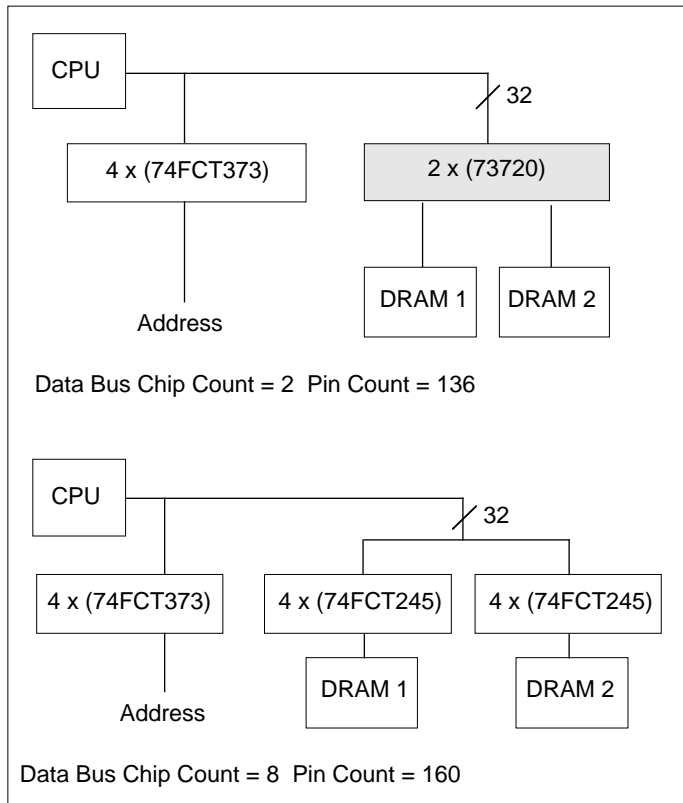 CPU
32
4 x (74FCT373)
2 x (73720)
DRAM 1
DRAM 2
Address
Data Bus Chip Count = 2 Pin Count = 136
CPU
32
4 x (74FCT373)
4 x (74FCT245)
4 x (74FCT245)
DRAM 1
DRAM 2
Address
Data Bus Chip Count = 8 Pin Count = 160